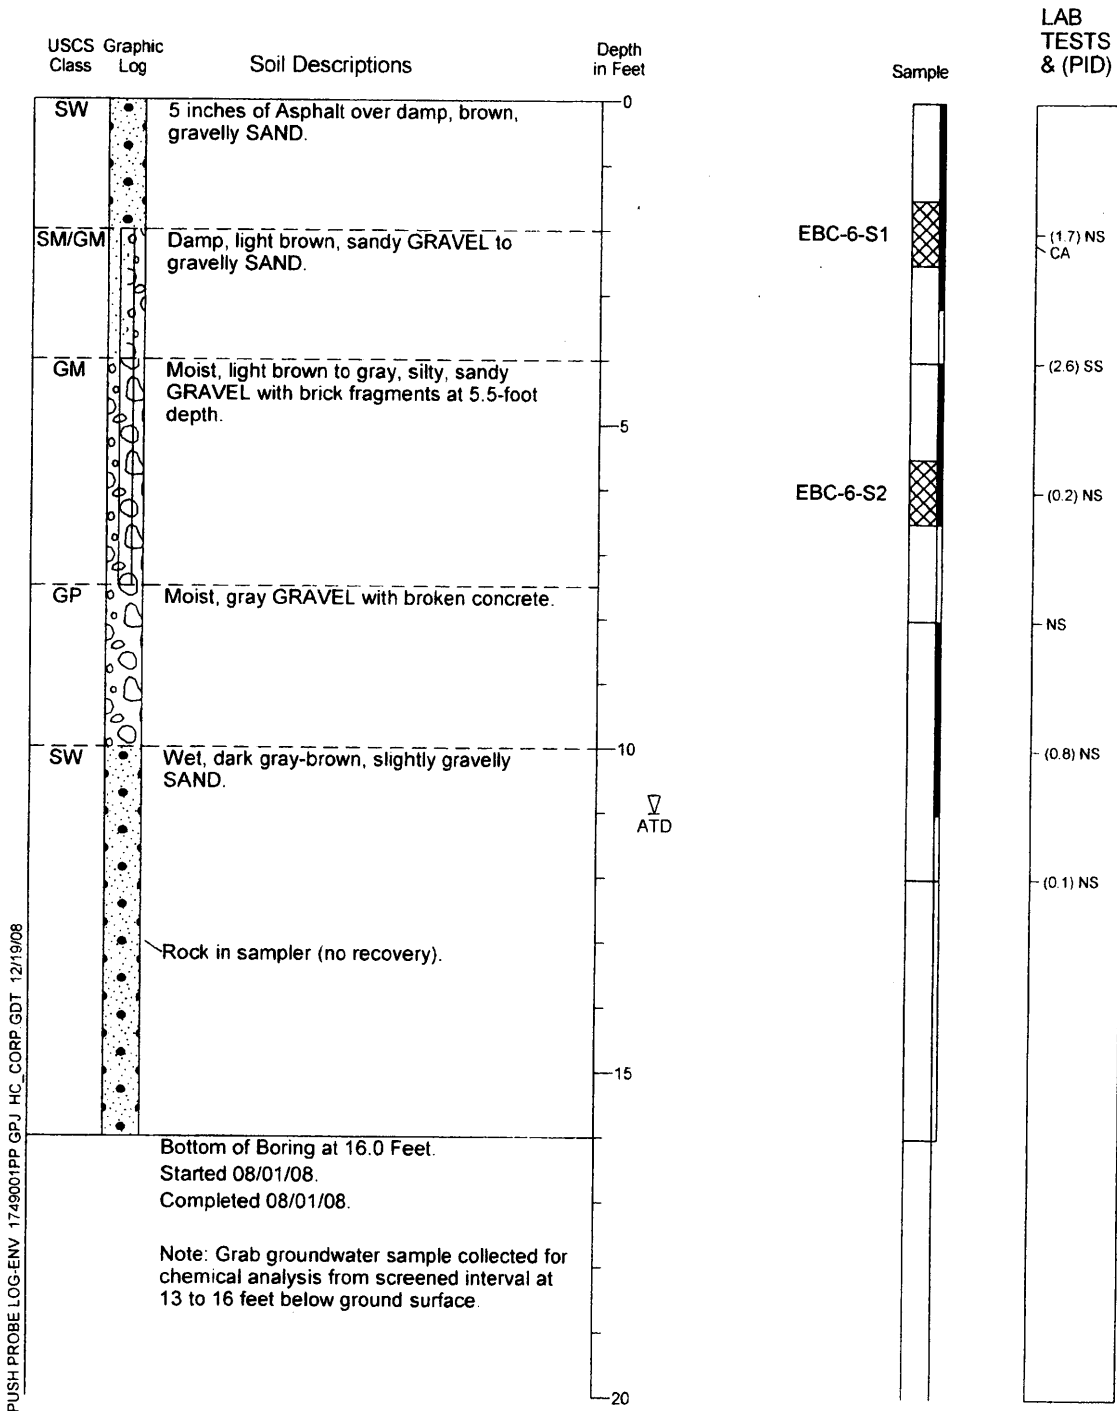 USCS Graphic
Class Log
Soil Descriptions
Depth
in Feet
Sample
LAB
TESTS
& (PID)
SW
5 inches of Asphalt over damp, brown,
gravelly SAND.
0
SM/GM
Damp, light brown, sandy GRAVEL to
gravelly SAND.
EBC-6-S1
(1.7) NS
CA
GM
Moist, light brown to gray, silty, sandy
GRAVEL with brick fragments at 5.5-foot
depth.
(2.6) SS
5
EBC-6-S2
(0.2) NS
GP
Moist, gray GRAVEL with broken concrete.
NS
SW
Wet, dark gray-brown, slightly gravelly
SAND.
10
(0.8) NS
ATD
(0.1) NS
Rock in sampler (no recovery).
15
Bottom of Boring at 16.0 Feet.
Started 08/01/08.
Completed 08/01/08.
Note: Grab groundwater sample collected for
chemical analysis from screened interval at
13 to 16 feet below ground surface.
20
PUSH PROBE LOG-ENV 1749001PP.GPJ HC_CORP.GDT 12/19/08